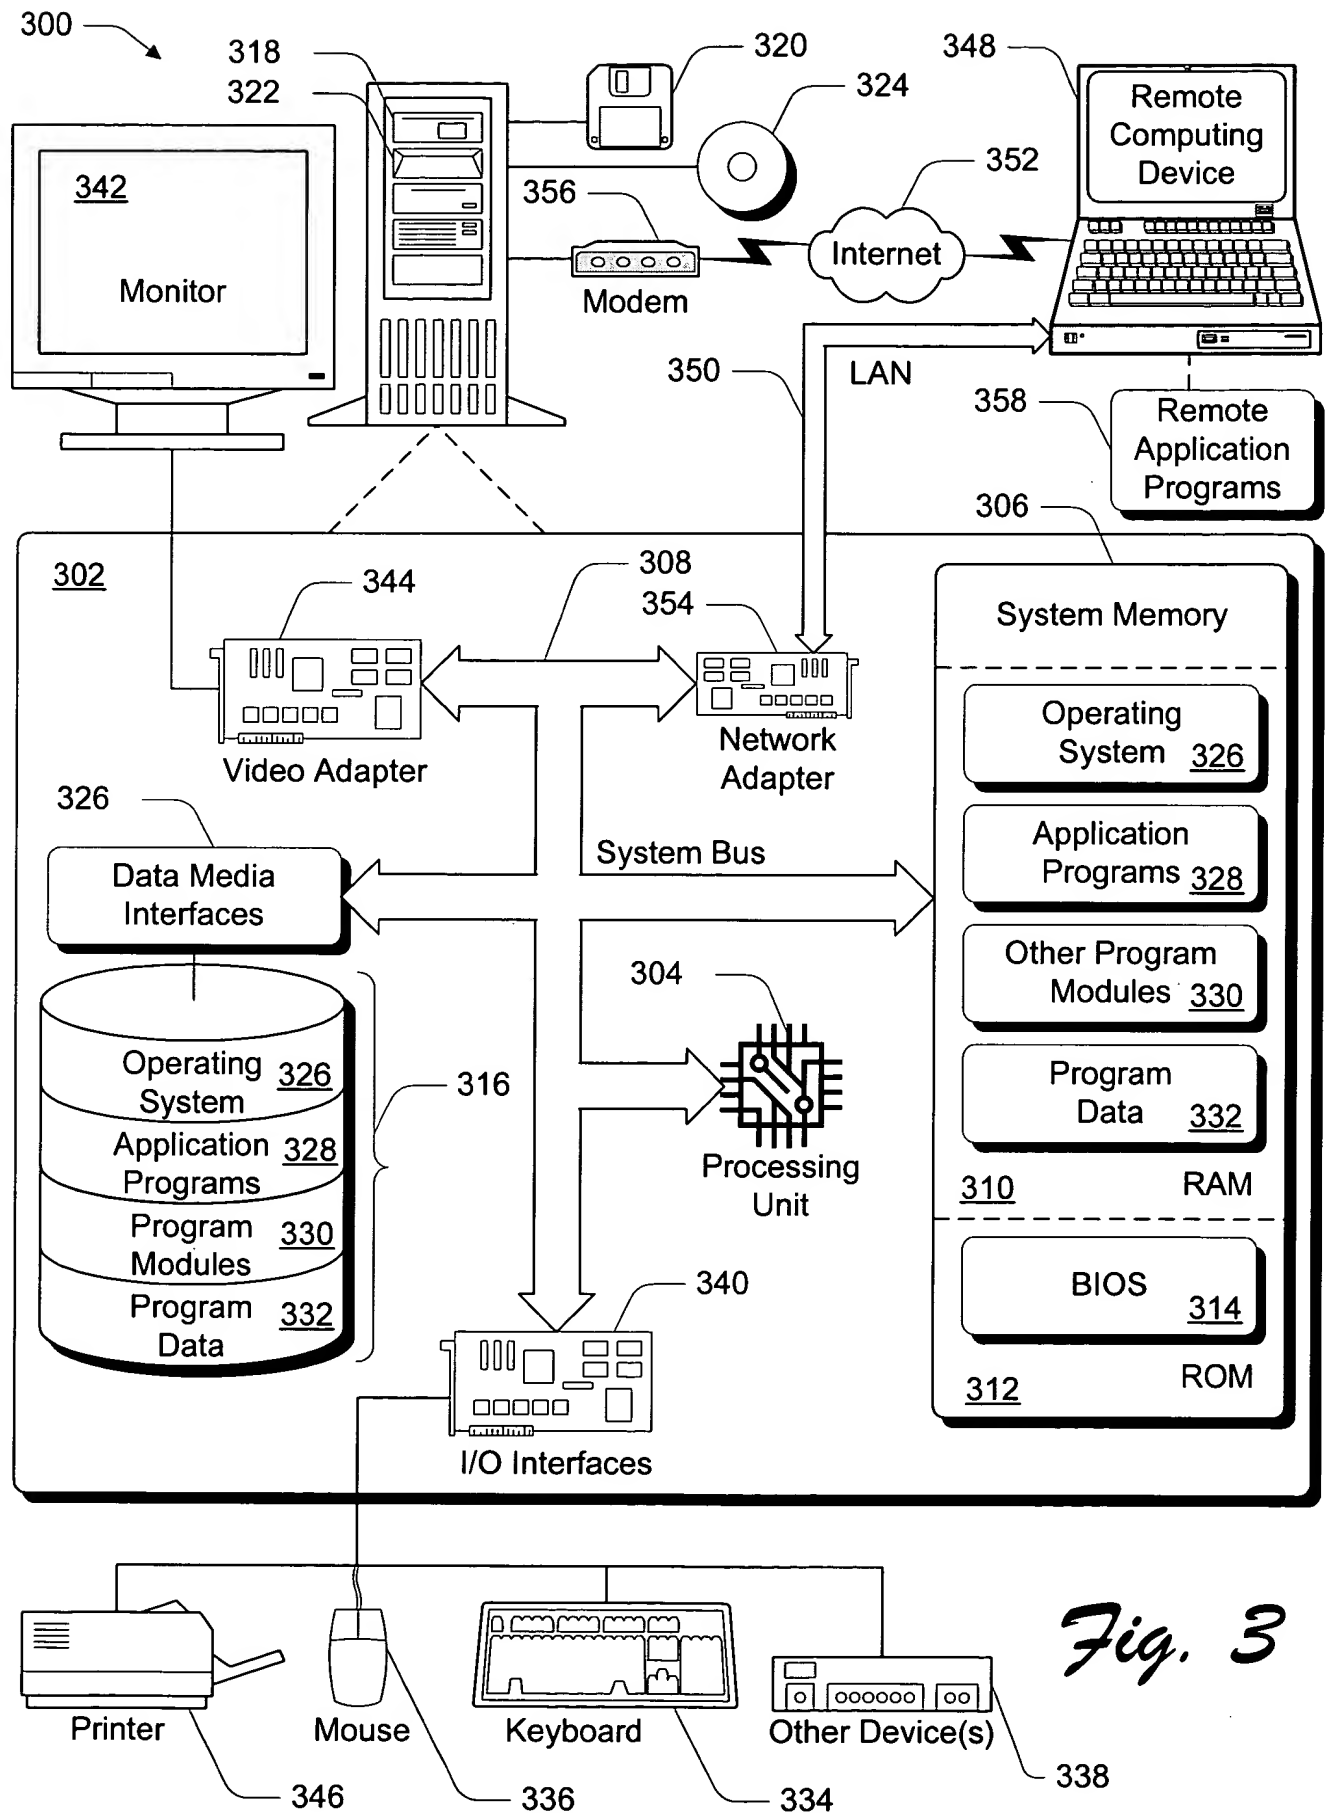 300
318
322
320
324
348
Remote
Computing
Device
342
Monitor
356
Modem
352
Internet
350
LAN
358
Remote
Application
Programs
306
302
344
308
354
System Memory
Video Adapter
Network
Adapter
Operating
System 326
Application
Programs 328
Other Program
Modules 330
Program
Data 332
310 RAM
BIOS
314
312 ROM
326
Data Media
Interfaces
System Bus
304
Processing
Unit
Operating
System 326
Application
Programs 328
Program
Modules 330
Program
Data 332
316
340
I/O Interfaces
Printer
Mouse
Keyboard
Other Device(s)
346
336
334
338
Fig. 3